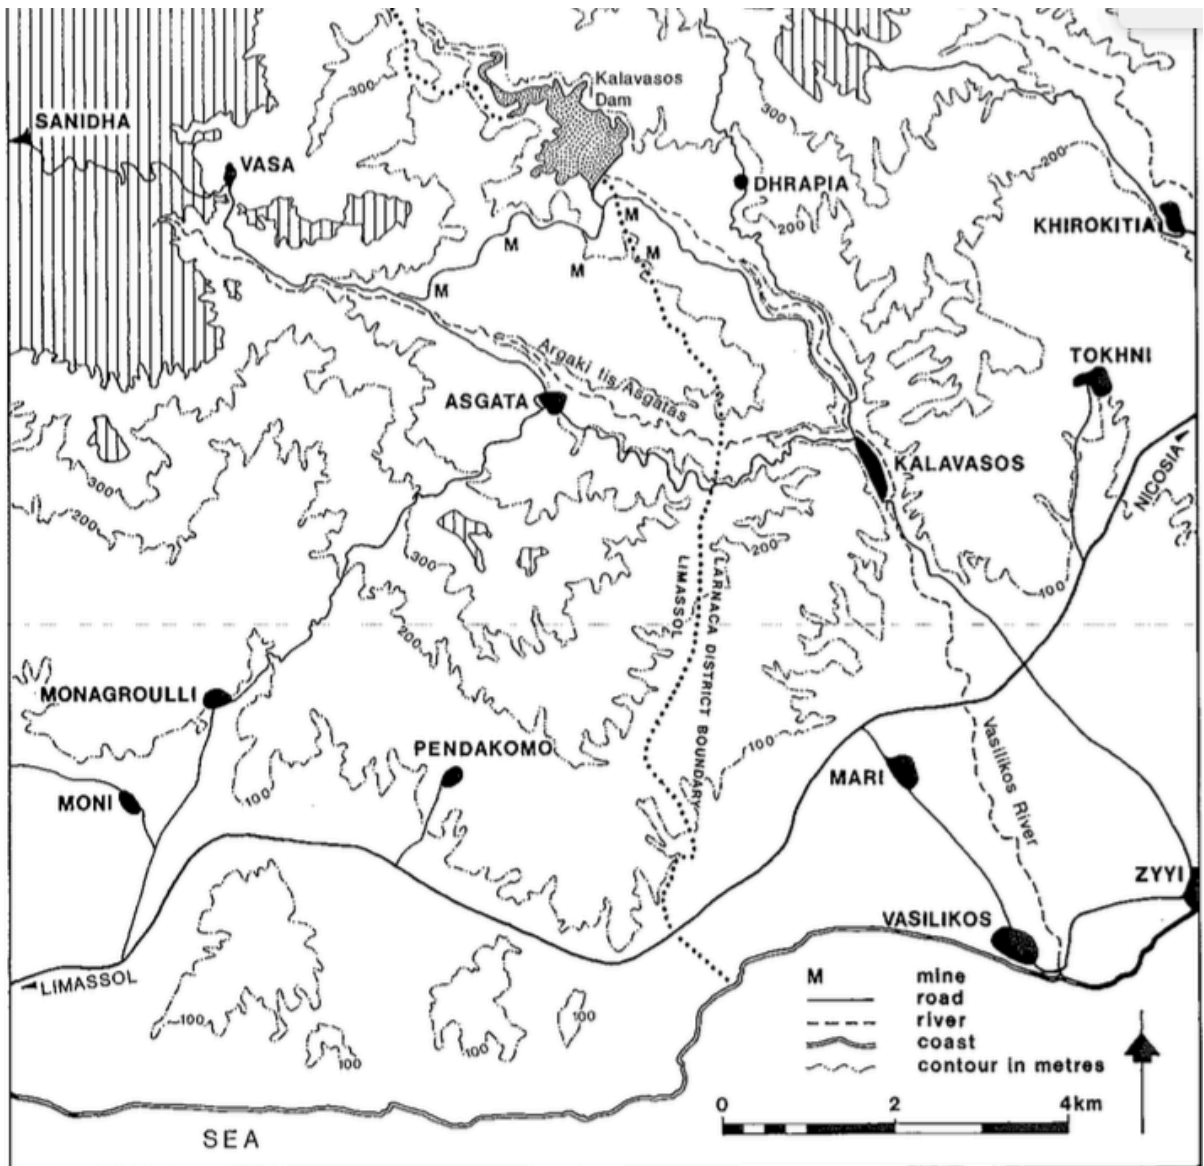 Kalavasos
Dam
300
300
SANIDHA
VASA
DHRAPIA
200
200
KHIROKITIA
M
M
M
M
M
Argaki tis Asgatas
TOKHNI
ASGATA
KALAVASOS
NICOSIA
300
200
200
300
100
LIMASSOL
LARNACA DISTRICT BOUNDARY
200
MONAGROULLI
PENDAKOMO
100
Vasilikos River
MARI
MONI
100
ZYYI
VASILIKOS
LIMASSOL
M mine
road
river
coast
contour in metres
100
100
100
100
0 2 4km
SEA